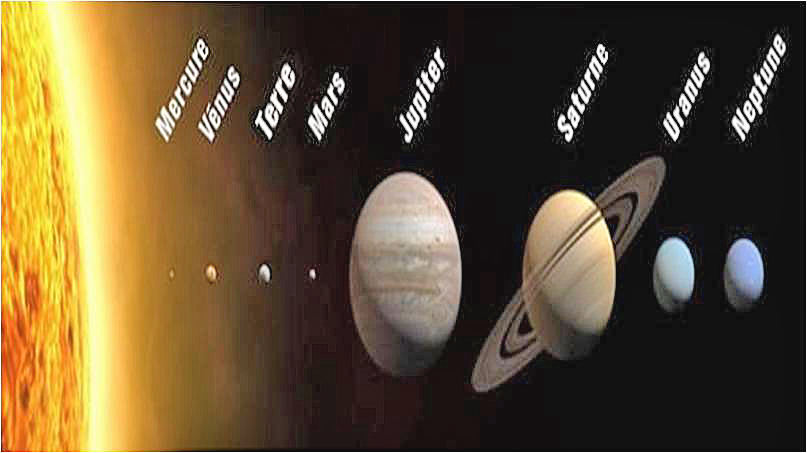 Mercure
Vénus
Terre
Mars
Jupiter
Saturne
Uranus
Neptune